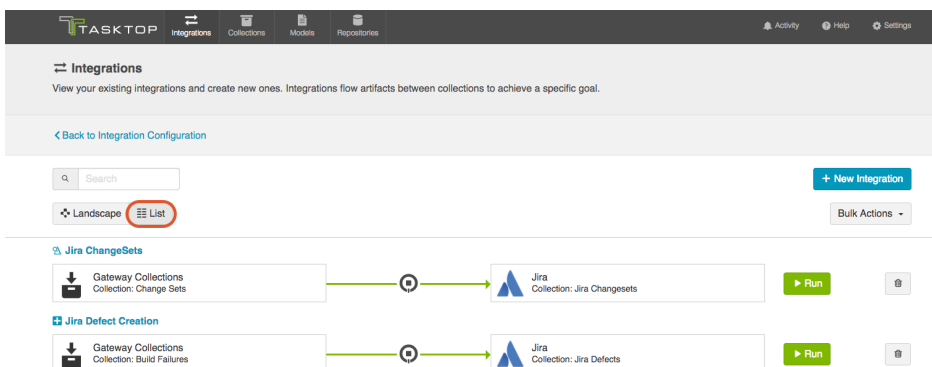 TASKTOP
Integrations
Collections
Models
Repositories
Activity
Help
Settings
Integrations
View your existing integrations and create new ones. Integrations flow artifacts between collections to achieve a specific goal.
Back to Integration Configuration
Search
+ New Integration
Landscape
List
Bulk Actions
Jira ChangeSets
Gateway Collections
Collection: Change Sets
Jira
Collection: Jira Changesets
Run
Jira Defect Creation
Gateway Collections
Collection: Build Failures
Jira
Collection: Jira Defects
Run